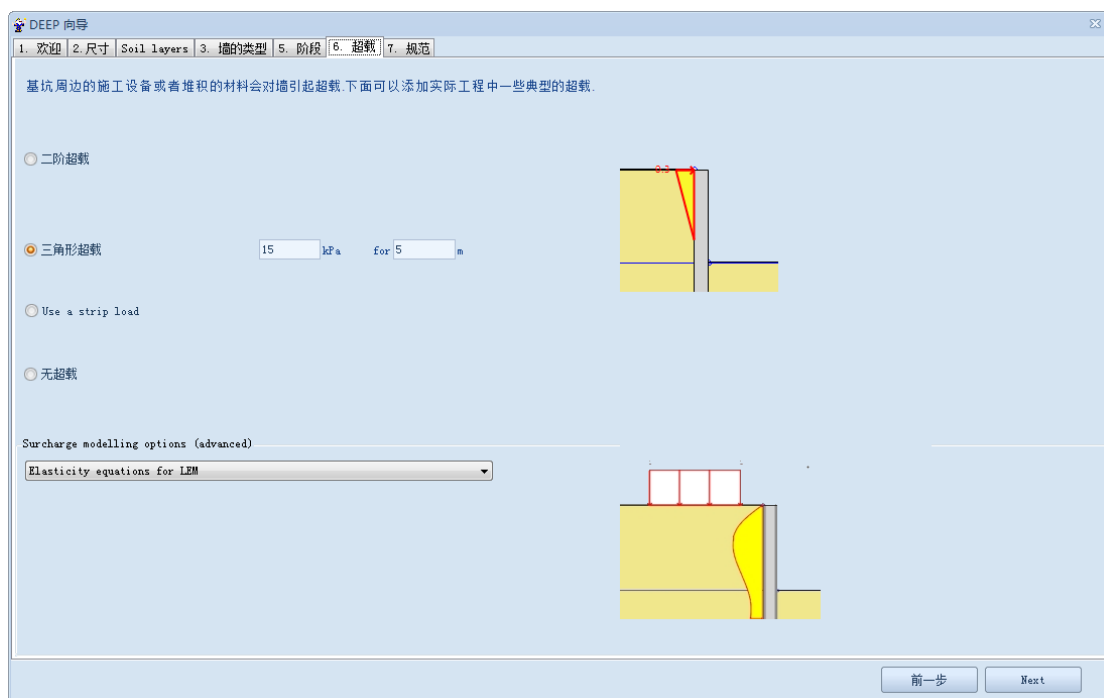 DEEP 向导
1. 欢迎 2.尺寸 Soil layers 3. 墙的类型 5. 阶段 6. 超载 7. 规范
基坑周边的施工设备或者堆积的材料会对墙引起超载.下面可以添加实际工程中一些典型的超载.
二阶超载
三角形超载 15 kPa for 5 m
Use a strip load
无超载
Surcharge modelling options (advanced)
Elasticity equations for LEM
前一步 Next